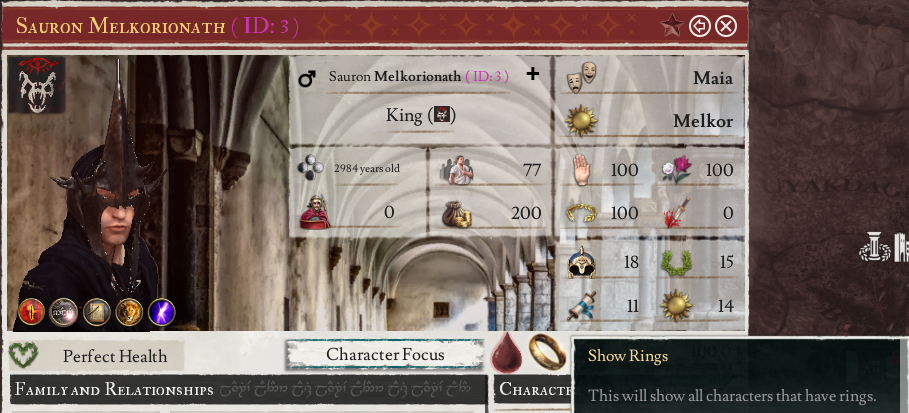 Sauron Melkorionath ( ID: 3 )
Sauron Melkorionath ( ID: 3 )
King ( )
Maia
Melkor
2984 years old
77
0
200
100
100
100
0
18
15
11
14
Perfect Health
Character Focus
Family and Relationships
Characte
Show Rings
This will show all characters that have rings.